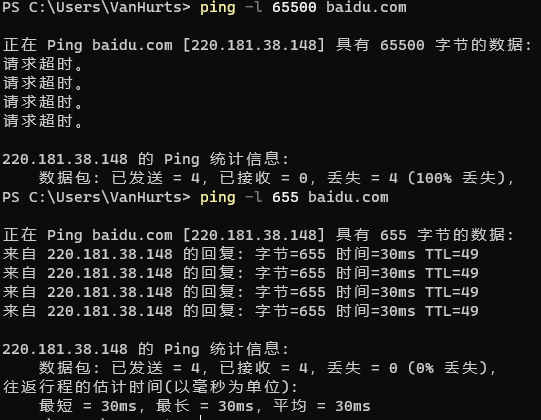 PS C:\Users\VanHurts> ping -l 65500 baidu.com
正在 Ping baidu.com [220.181.38.148] 具有 65500 字节的数据:
请求超时。
请求超时。
请求超时。
请求超时。
220.181.38.148 的 Ping 统计信息:
数据包: 已发送 = 4，已接收 = 0，丢失 = 4 (100% 丢失)，
PS C:\Users\VanHurts> ping -l 655 baidu.com
正在 Ping baidu.com [220.181.38.148] 具有 655 字节的数据:
来自 220.181.38.148 的回复: 字节=655 时间=30ms TTL=49
来自 220.181.38.148 的回复: 字节=655 时间=30ms TTL=49
来自 220.181.38.148 的回复: 字节=655 时间=30ms TTL=49
来自 220.181.38.148 的回复: 字节=655 时间=30ms TTL=49
220.181.38.148 的 Ping 统计信息:
数据包: 已发送 = 4，已接收 = 4，丢失 = 0 (0% 丢失)，
往返行程的估计时间(以毫秒为单位):
最短 = 30ms，最长 = 30ms，平均 = 30ms